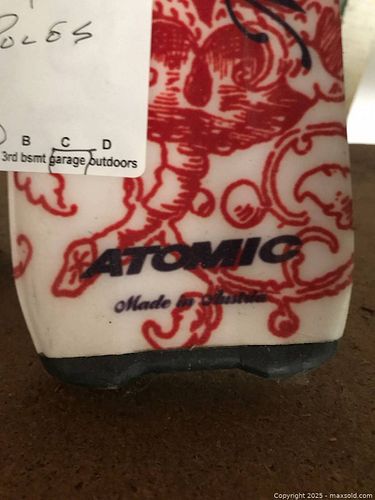 Poles
B C D
3rd bsmt garage outdoors
ATOMIC
Made in Austria
Copyright © 2025 - maxsold.com